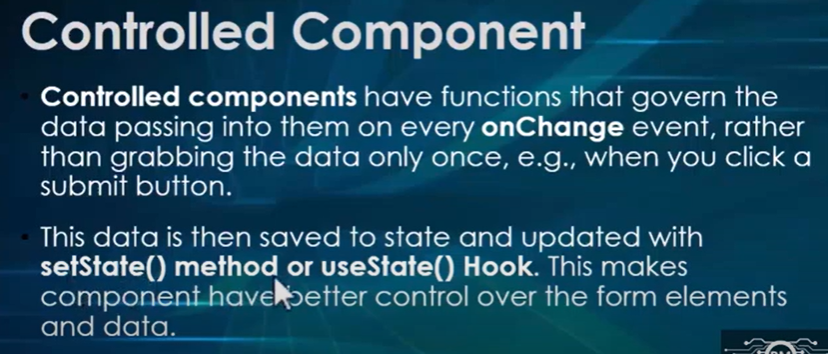 Controlled Component
• Controlled components have functions that govern the
data passing into them on every onChange event, rather
than grabbing the data only once, e.g., when you click a
submit button.
• This data is then saved to state and updated with
setState() method or useState() Hook. This makes
component have better control over the form elements
and data.